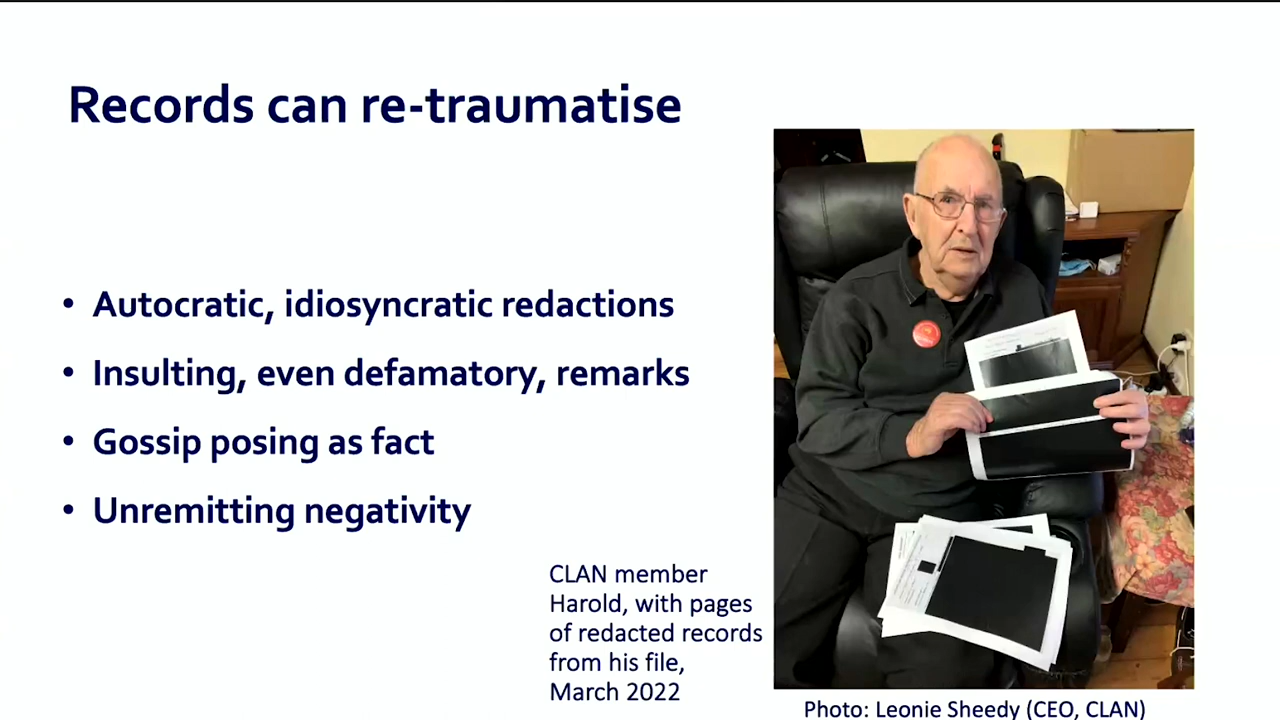 Records can re-traumatise
• Autocratic, idiosyncratic redactions
• Insulting, even defamatory, remarks
• Gossip posing as fact
• Unremitting negativity
CLAN member
Harold, with pages
of redacted records
from his file,
March 2022
Photo: Leonie Sheedy (CEO, CLAN)